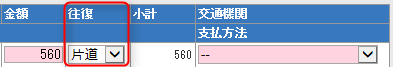 金額 往復 小計 交通機関
支払方法
560 片道 560 --